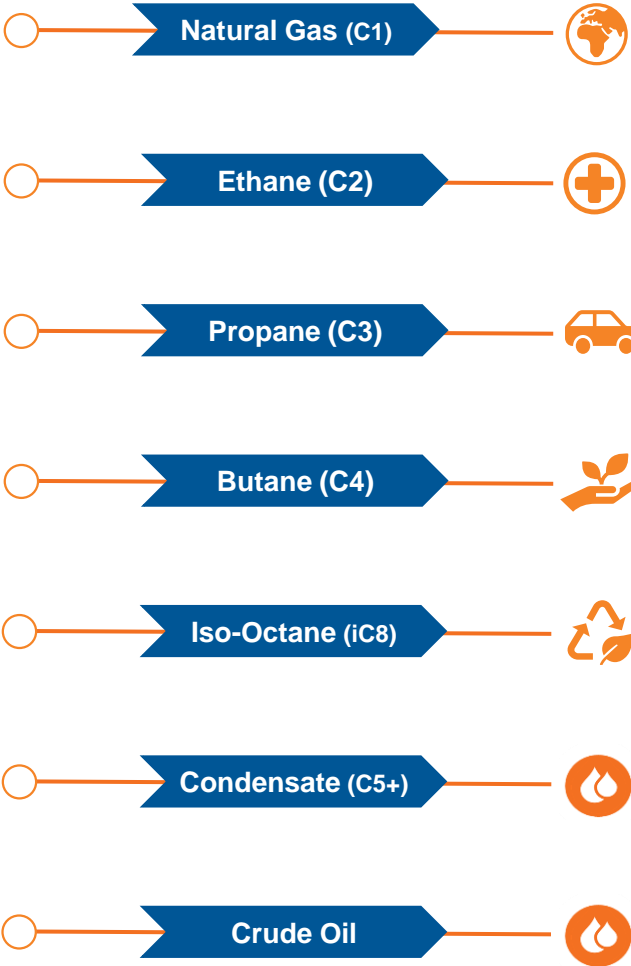 Natural Gas (C1)
Ethane (C2)
Propane (C3)
Butane (C4)
Iso-Octane (iC8)
Condensate (C5+)
Crude Oil